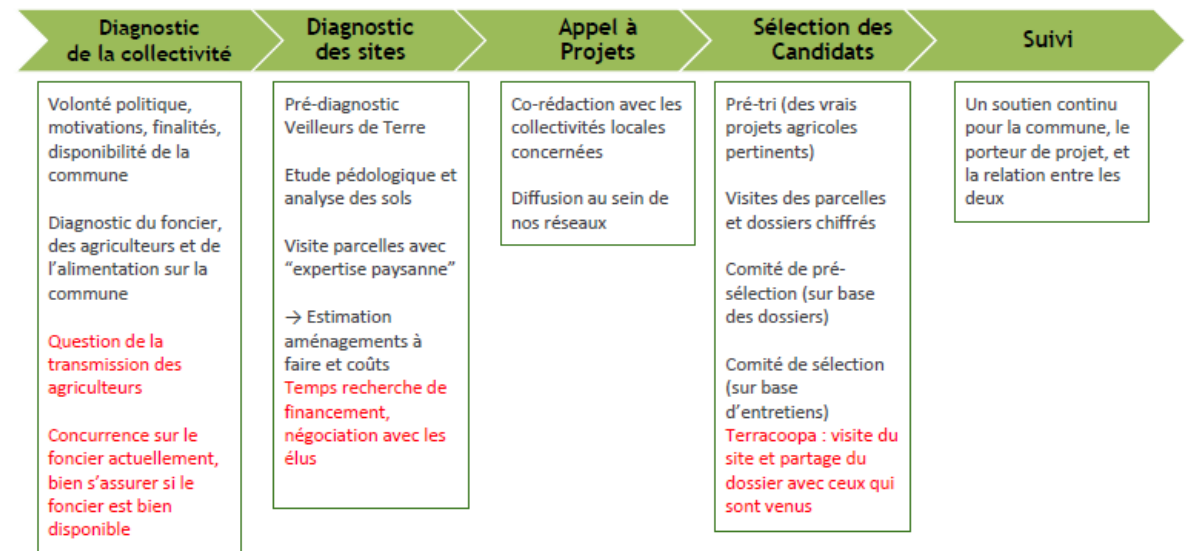 Diagnostic
de la collectivité
Diagnostic
des sites
Appel à
Projets
Sélection des
Candidats
Suivi
Volonté politique,
motivations, finalités,
disponibilité de la
commune
Diagnostic du foncier,
des agriculteurs et de
l’alimentation sur la
commune
Question de la
transmission des
agriculteurs
Concurrence sur le
foncier actuellement,
bien s’assurer si le
foncier est bien
disponible
Pré-diagnostic
Veilleurs de Terre
Etude pédologique et
analyse des sols
Visite parcelles avec
“expertise paysanne”
→ Estimation
aménagements à
faire et coûts
Temps recherche de
financement,
négociation avec les
élus
Co-rédaction avec les
collectivités locales
concernées
Diffusion au sein de
nos réseaux
Pré-tri (des vrais
projets agricoles
pertinents)
Visites des parcelles
et dossiers chiffrés
Comité de pré-
sélection (sur base
des dossiers)
Comité de sélection
(sur base
d’entretiens)
Terracoopa : visite du
site et partage du
dossier avec ceux qui
sont venus
Un soutien continu
pour la commune, le
porteur de projet, et
la relation entre les
deux